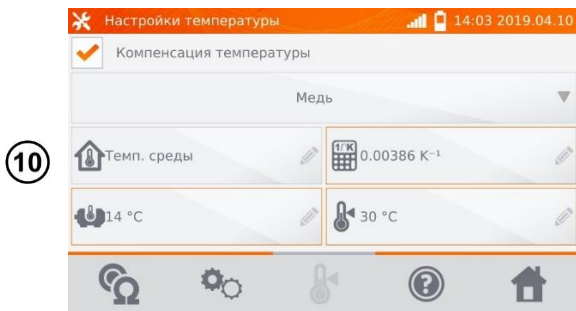 Настройки температуры 14:03 2019.04.10
Компенсация температуры
Медь
10
Темп. среды 1/°K 0.00386 K⁻¹
14 °C 30 °C